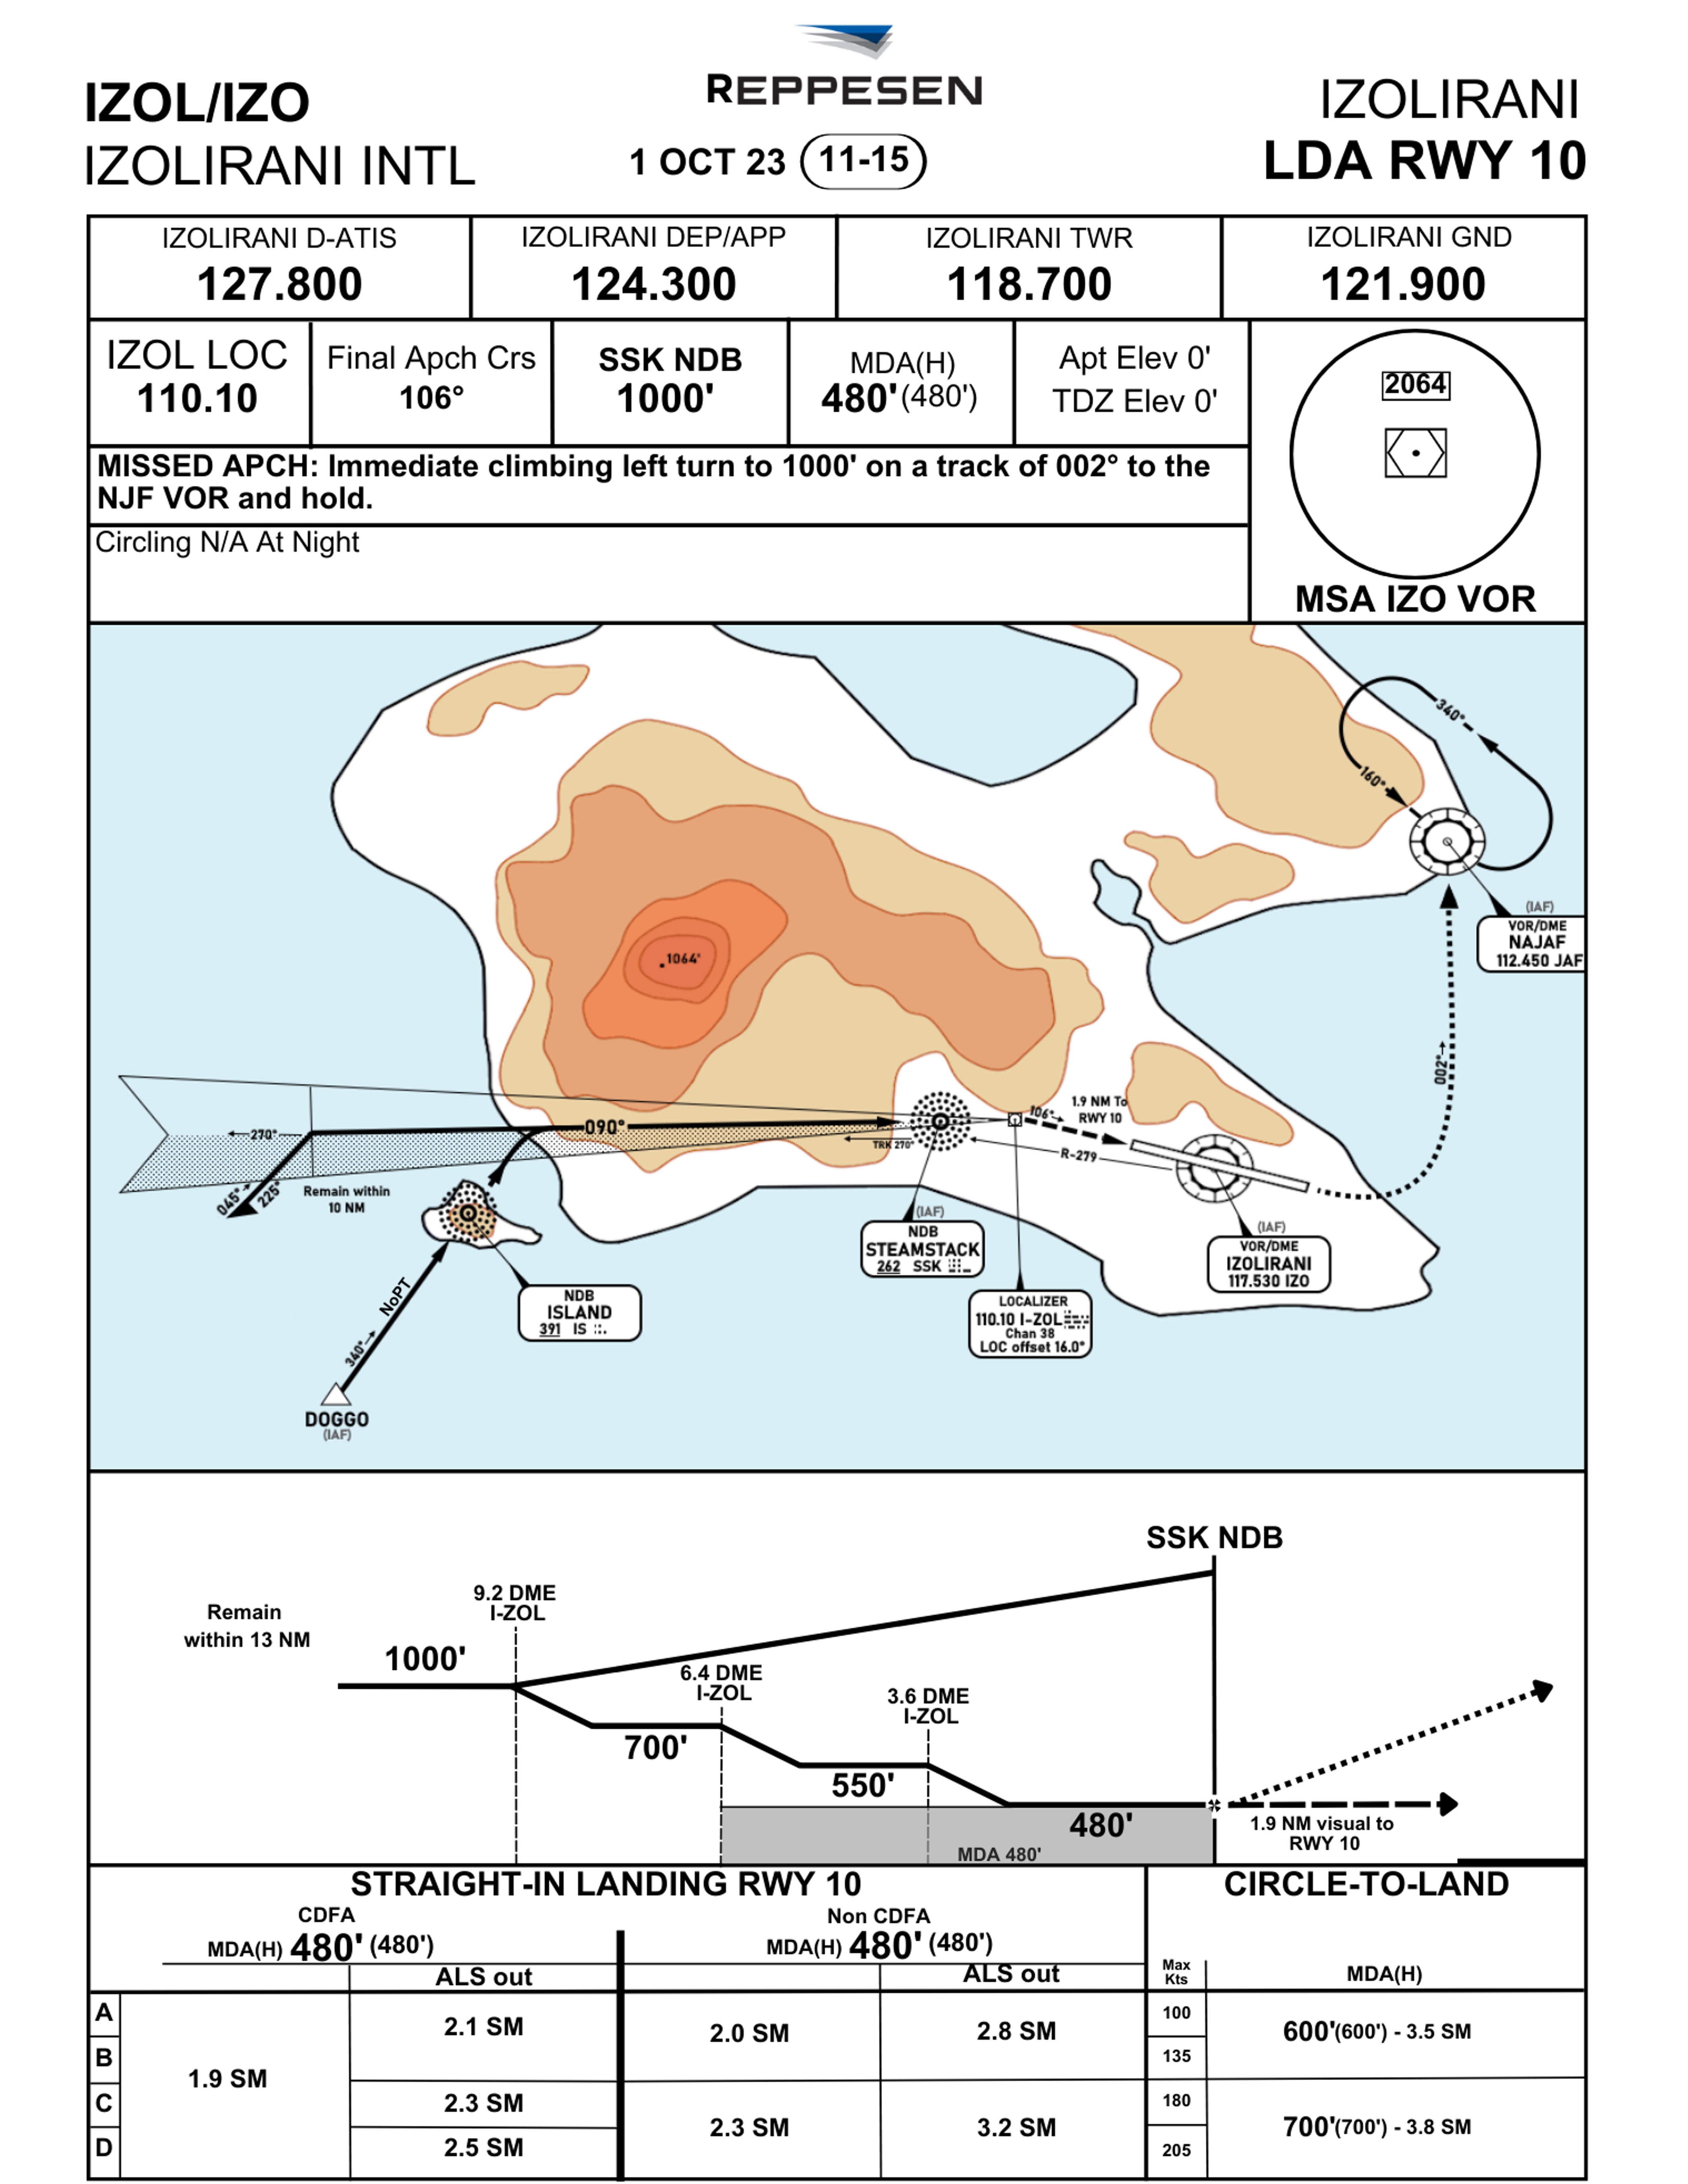 REPPESEN
IZOL/IZO
IZOLIRANI INTL
1 OCT 23 11-15
IZOLIRANI
LDA RWY 10
IZOLIRANI D-ATIS
127.800
IZOLIRANI DEP/APP
124.300
IZOLIRANI TWR
118.700
IZOLIRANI GND
121.900
IZOL LOC
110.10
Final Apch Crs
106°
SSK NDB
1000'
MDA(H)
480'(480')
Apt Elev 0'
TDZ Elev 0'
2064
MSA IZO VOR
MISSED APCH: Immediate climbing left turn to 1000' on a track of 002° to the
NJF VOR and hold.
Circling N/A At Night
340°
160°
(IAF)
VOR/DME
NAJAF
112.450 JAF
1064'
002°→
←270°
090°
TRK 270°
106°→
1.9 NM To
RWY 10
R-279
045°→
225°
Remain within
10 NM
(IAF)
NDB
STEAMSTACK
262 SSK
(IAF)
VOR/DME
IZOLIRANI
117.530 IZO
NDB
ISLAND
391 IS
LOCALIZER
110.10 I-ZOL
Chan 38
LOC offset 16.0°
NoPT
340°→
DOGGO
(IAF)
SSK NDB
9.2 DME
I-ZOL
Remain
within 13 NM
1000'
6.4 DME
I-ZOL
3.6 DME
I-ZOL
700'
550'
480'
MDA 480'
1.9 NM visual to
RWY 10
STRAIGHT-IN LANDING RWY 10
CIRCLE-TO-LAND
CDFA
MDA(H) 480' (480')
Non CDFA
MDA(H) 480' (480')
ALS out
ALS out
Max
Kts
MDA(H)
A
B
C
D
1.9 SM
2.1 SM
2.3 SM
2.5 SM
2.0 SM
2.3 SM
2.8 SM
3.2 SM
100
135
180
205
600'(600') - 3.5 SM
700'(700') - 3.8 SM